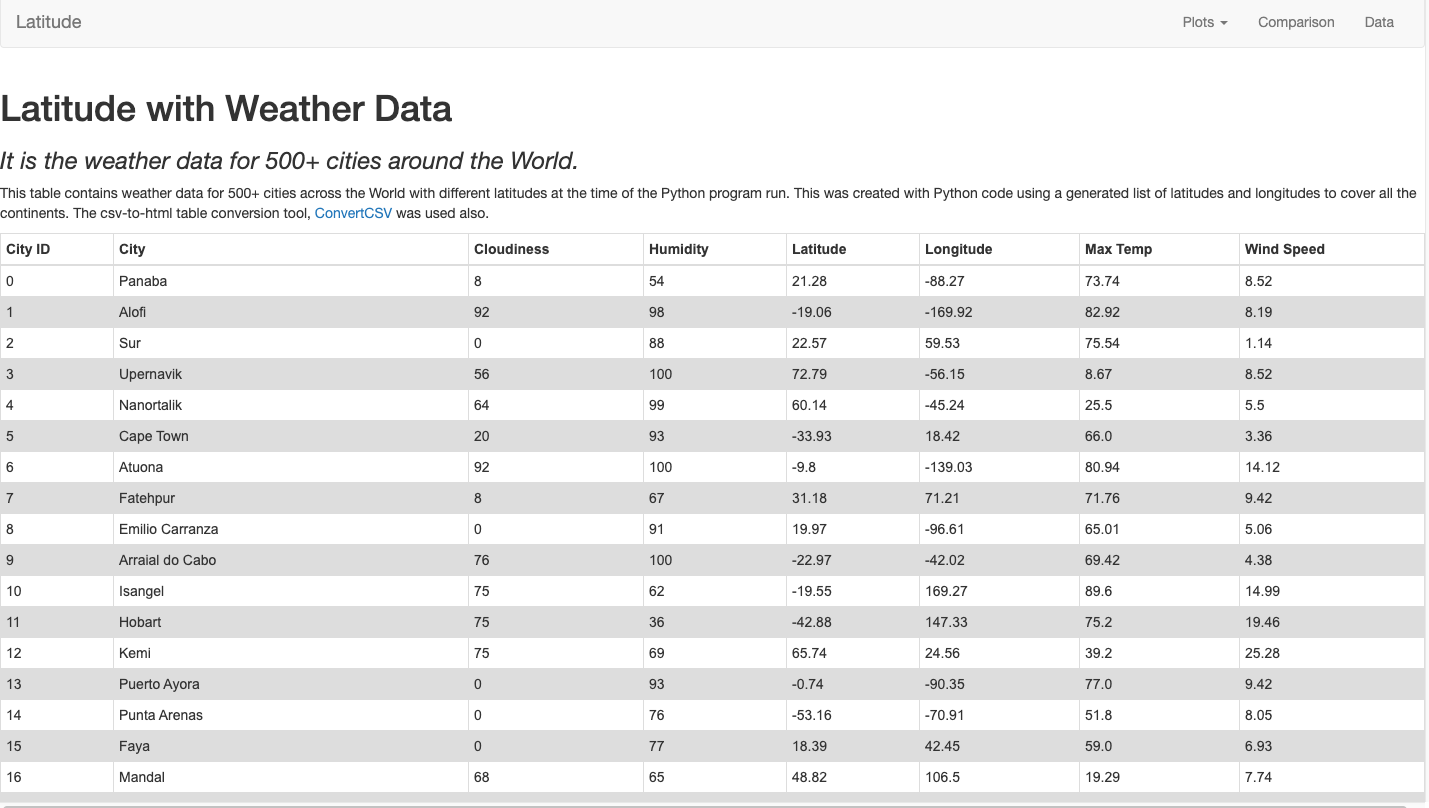 Latitude Plots Comparison Data
Latitude with Weather Data
It is the weather data for 500+ cities around the World.
This table contains weather data for 500+ cities across the World with different latitudes at the time of the Python program run. This was created with Python code using a generated list of latitudes and longitudes to cover all the
continents. The csv-to-html table conversion tool, ConvertCSV was used also.
City ID City Cloudiness Humidity Latitude Longitude Max Temp Wind Speed
0 Panaba 8 54 21.28 -88.27 73.74 8.52
1 Alofi 92 98 -19.06 -169.92 82.92 8.19
2 Sur 0 88 22.57 59.53 75.54 1.14
3 Upernavik 56 100 72.79 -56.15 8.67 8.52
4 Nanortalik 64 99 60.14 -45.24 25.5 5.5
5 Cape Town 20 93 -33.93 18.42 66.0 3.36
6 Atuona 92 100 -9.8 -139.03 80.94 14.12
7 Fatehpur 8 67 31.18 71.21 71.76 9.42
8 Emilio Carranza 0 91 19.97 -96.61 65.01 5.06
9 Arraial do Cabo 76 100 -22.97 -42.02 69.42 4.38
10 Isangel 75 62 -19.55 169.27 89.6 14.99
11 Hobart 75 36 -42.88 147.33 75.2 19.46
12 Kemi 75 69 65.74 24.56 39.2 25.28
13 Puerto Ayora 0 93 -0.74 -90.35 77.0 9.42
14 Punta Arenas 0 76 -53.16 -70.91 51.8 8.05
15 Faya 0 77 18.39 42.45 59.0 6.93
16 Mandal 68 65 48.82 106.5 19.29 7.74